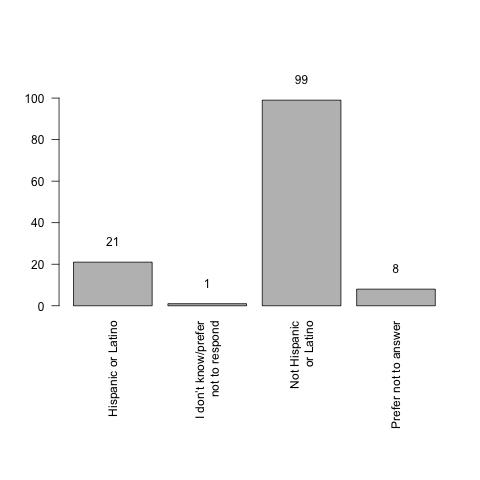 99
100
80
60
40
21
20
1
8
0
Hispanic or Latino
I don't know/prefer
not to respond
Not Hispanic
or Latino
Prefer not to answer